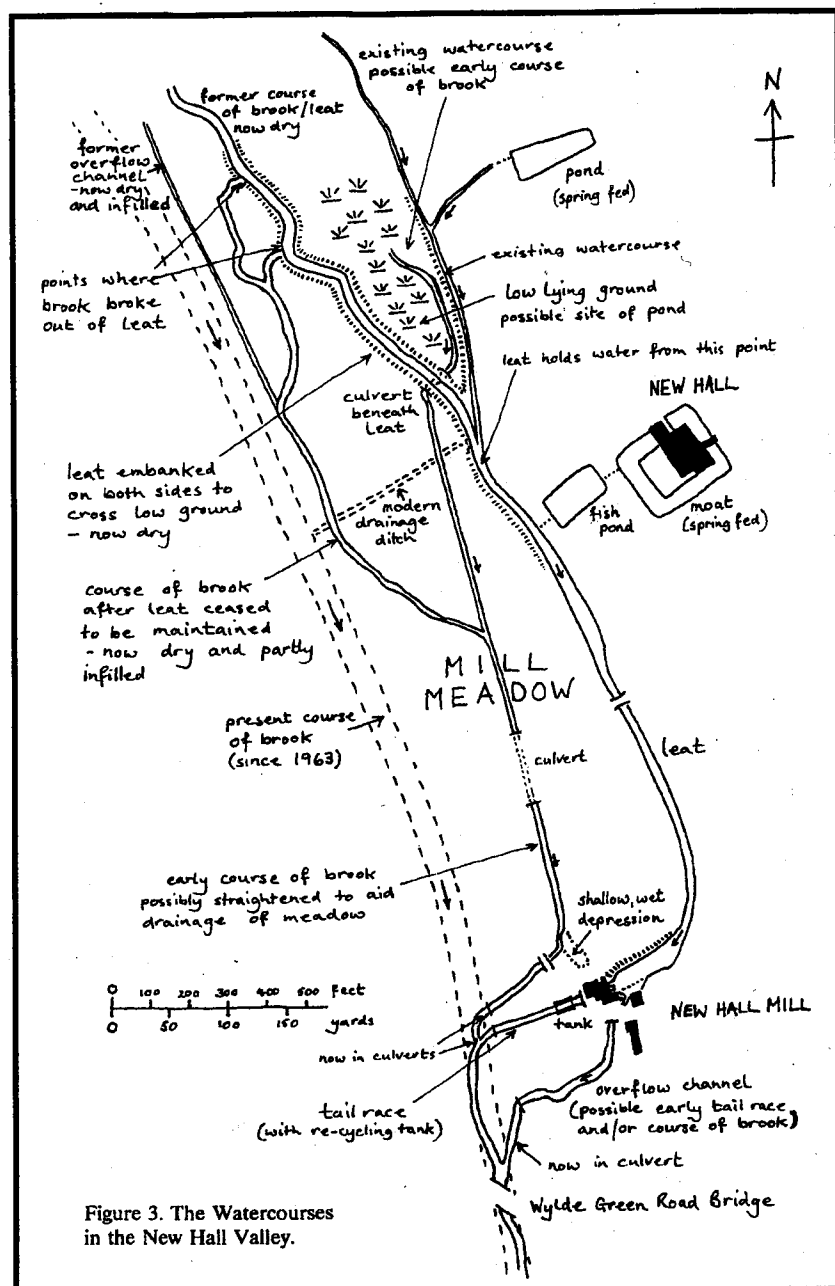 existing watercourse
possible early course
of brook
N
former course
of brook/leat
now dry
former
overflow
channel
-now dry
and infilled
pond
(spring fed)
points where
brook broke
out of leat
existing watercourse
low lying ground
possible site of pond
leat holds water from this point
NEW HALL
culvert
beneath
leat
leat embanked
on both sides to
cross low ground
- now dry
modern
drainage
ditch
fish
pond
moat
(spring fed)
course of brook
after leat ceased
to be maintained
- now dry and partly
infilled
MILL
MEADOW
present course
of brook
(since 1963)
culvert
leat
early course of brook
possibly straightened to aid
drainage of meadow
shallow, wet
depression
0 100 200 300 400 500 feet
0 50 100 150 yards
NEW HALL MILL
tank
now in culverts
tail race
(with re-cycling tank)
overflow channel
(possible early tail race
and/or course of brook)
now in culvert
Wylde Green Road Bridge
Figure 3. The Watercourses
in the New Hall Valley.